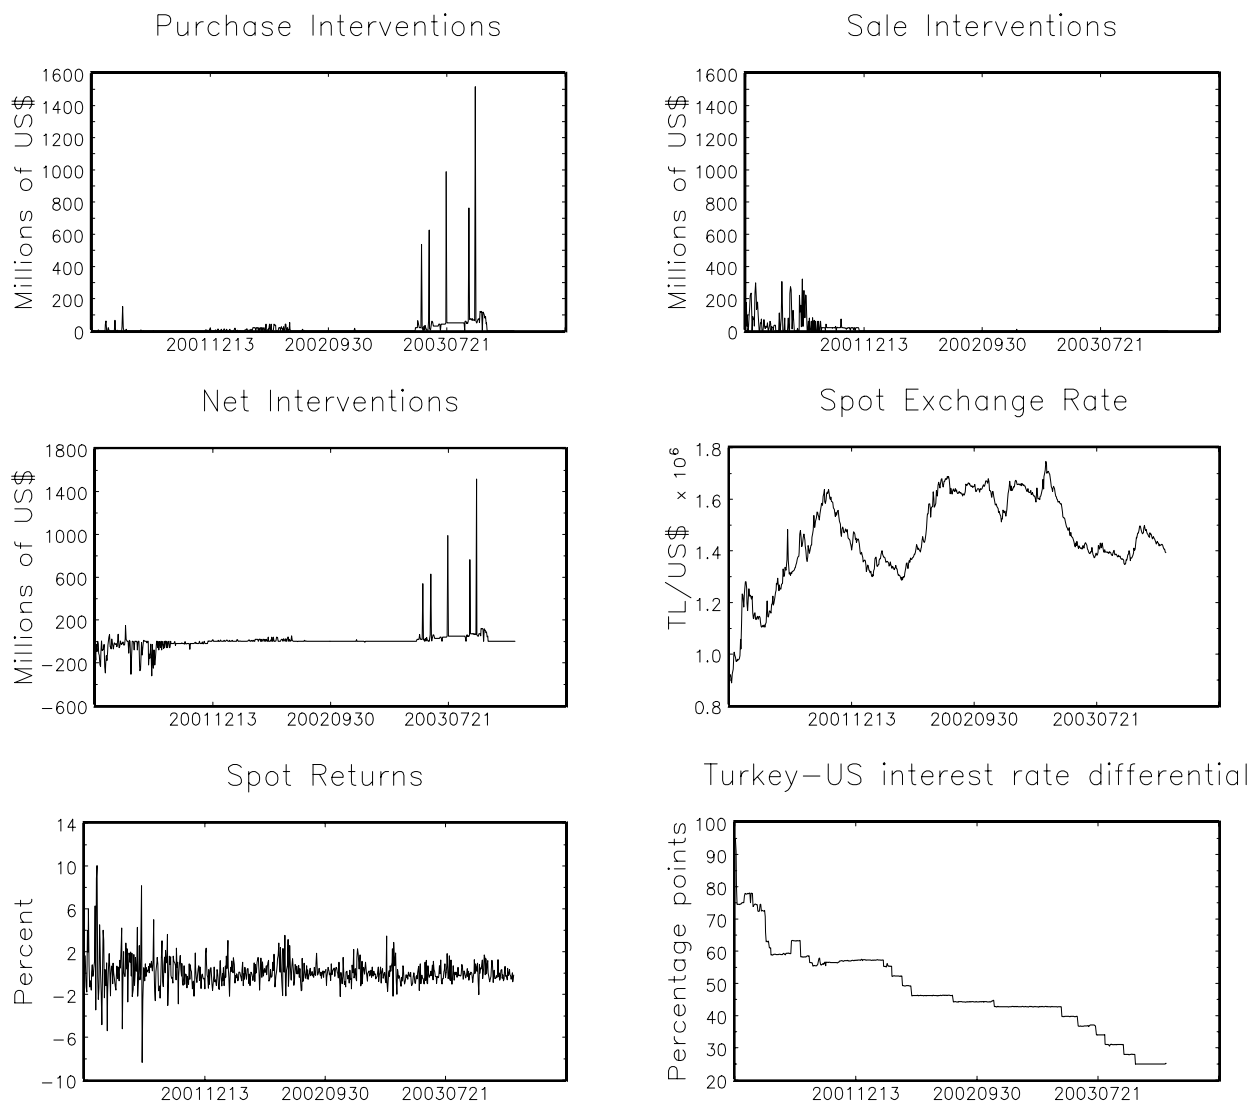 Purchase Interventions
Millions of US$
1600
1400
1200
1000
800
600
400
200
0
20011213 20020930 20030721
Sale Interventions
Millions of US$
1600
1400
1200
1000
800
600
400
200
0
20011213 20020930 20030721
Net Interventions
Millions of US$
1800
1400
1000
600
200
−200
−600
20011213 20020930 20030721
Spot Exchange Rate
TL/US$ × 10⁶
1.8
1.6
1.4
1.2
1.0
0.8
20011213 20020930 20030721
Spot Returns
Percent
14
10
6
2
−2
−6
−10
20011213 20020930 20030721
Turkey−US interest rate differential
Percentage points
100
90
80
70
60
50
40
30
20
20011213 20020930 20030721